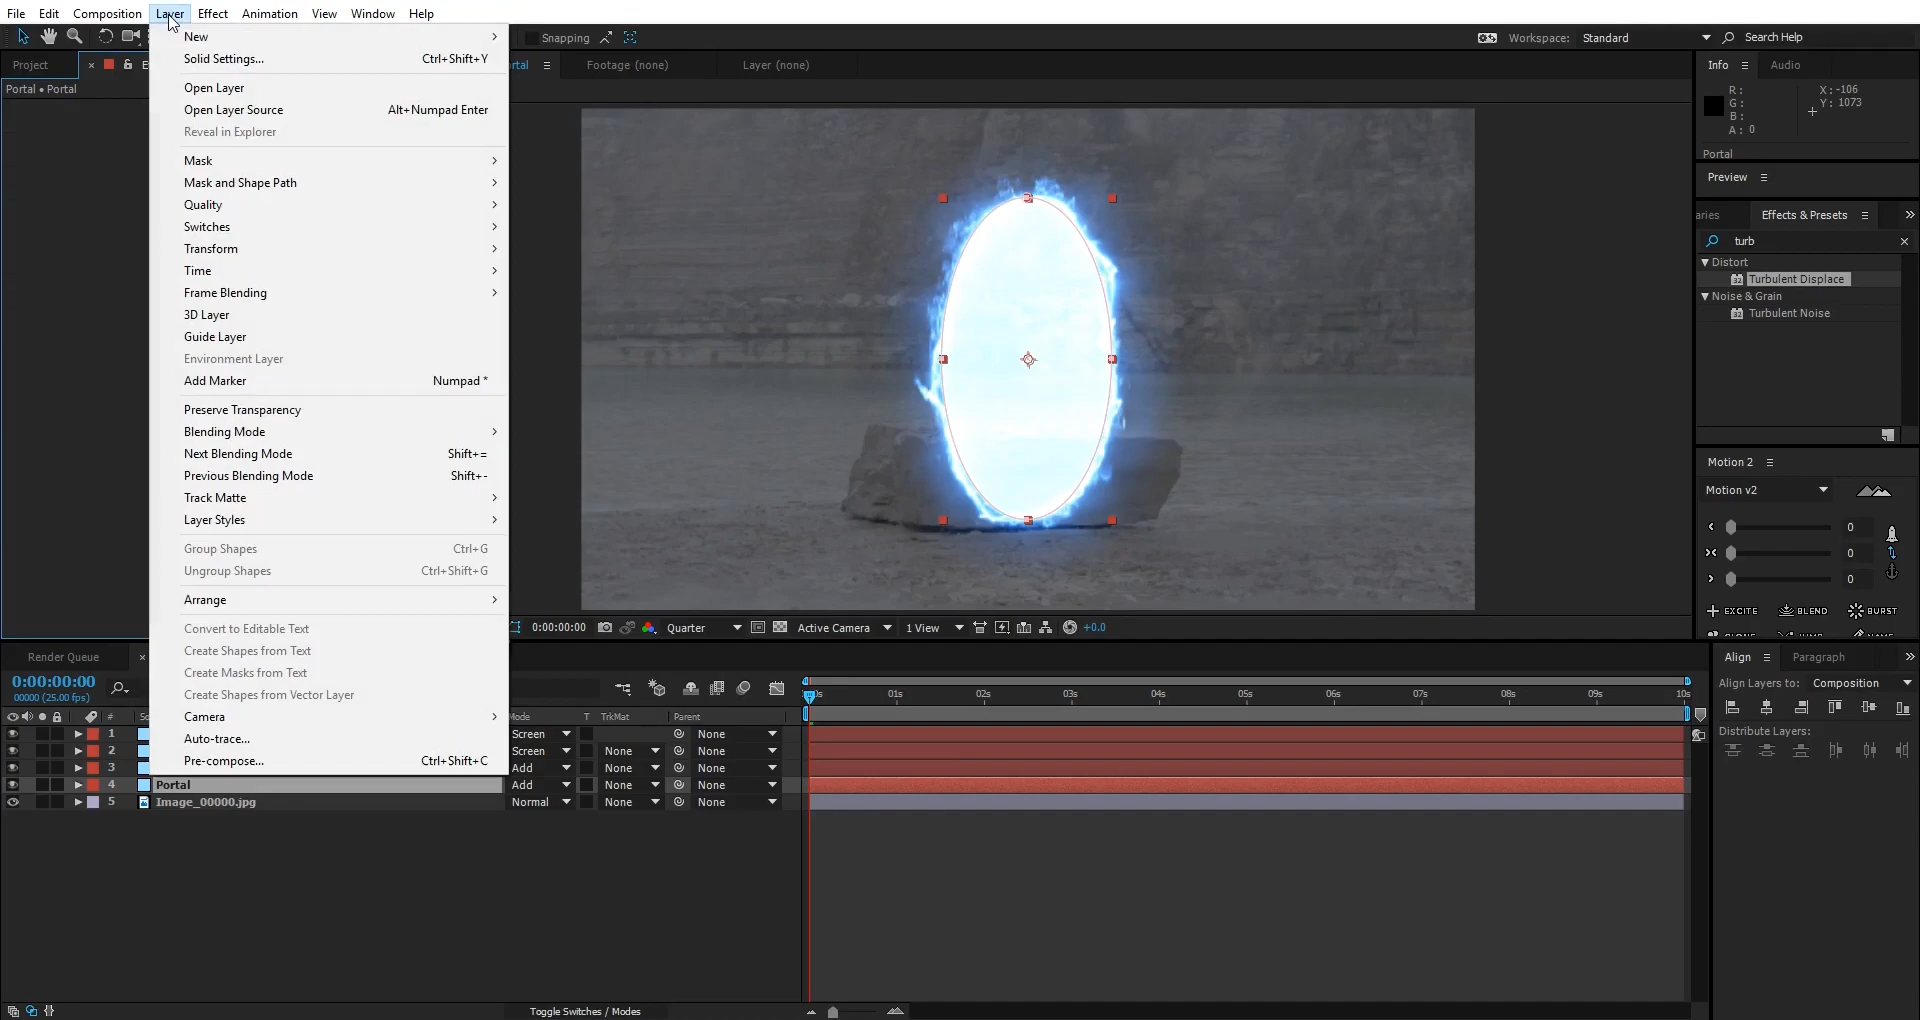 File Edit Composition Layer Effect Animation View Window Help
Snapping
Workspace: Standard
Search Help
Project
Portal • Portal
New
Solid Settings... Ctrl+Shift+Y
Open Layer
Open Layer Source Alt+Numpad Enter
Reveal in Explorer
Mask
Mask and Shape Path
Quality
Switches
Transform
Time
Frame Blending
3D Layer
Guide Layer
Environment Layer
Add Marker Numpad *
Preserve Transparency
Blending Mode
Next Blending Mode Shift+=
Previous Blending Mode Shift+-
Track Matte
Layer Styles
Group Shapes Ctrl+G
Ungroup Shapes Ctrl+Shift+G
Arrange
Convert to Editable Text
Create Shapes from Text
Create Masks from Text
Create Shapes from Vector Layer
Camera
Auto-trace...
Pre-compose... Ctrl+Shift+C
Footage (none)
Layer (none)
0:00:00:00
Quarter
Active Camera
1 View
+0.0
Info Audio
R: X: -106
G: Y: 1073
B:
A: 0
Portal
Preview
Effects & Presets
turb
Distort
Turbulent Displace
Noise & Grain
Turbulent Noise
Motion 2
Motion v2
0
0
0
EXCITE BLEND BURST
Align Paragraph
Align Layers to: Composition
Distribute Layers:
Render Queue
0:00:00:00
00000 (25.00 fps)
01s 02s 03s 04s 05s 06s 07s 08s 09s 10s
# Mode T TrkMat Parent
1 Screen None
2 Screen None None
3 Add None None
4 Portal Add None None
5 Image_00000.jpg Normal None None
Toggle Switches / Modes